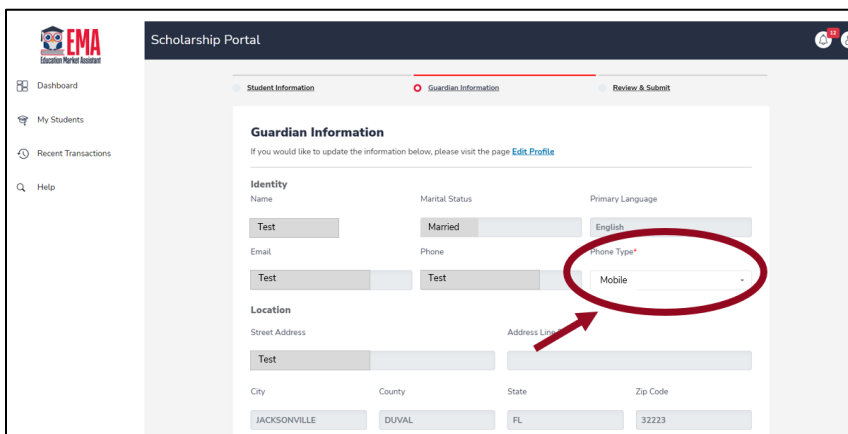 EMA
Education Market Assistant
Scholarship Portal
12
Dashboard
My Students
Recent Transactions
Help
Student Information
Guardian Information
Review & Submit
Guardian Information
If you would like to update the information below, please visit the page Edit Profile
Identity
Name
Marital Status
Primary Language
Test
Married
English
Email
Phone
Phone Type*
Test
Test
Mobile
Location
Street Address
Address Line
Test
City
County
State
Zip Code
JACKSONVILLE
DUVAL
FL
32223